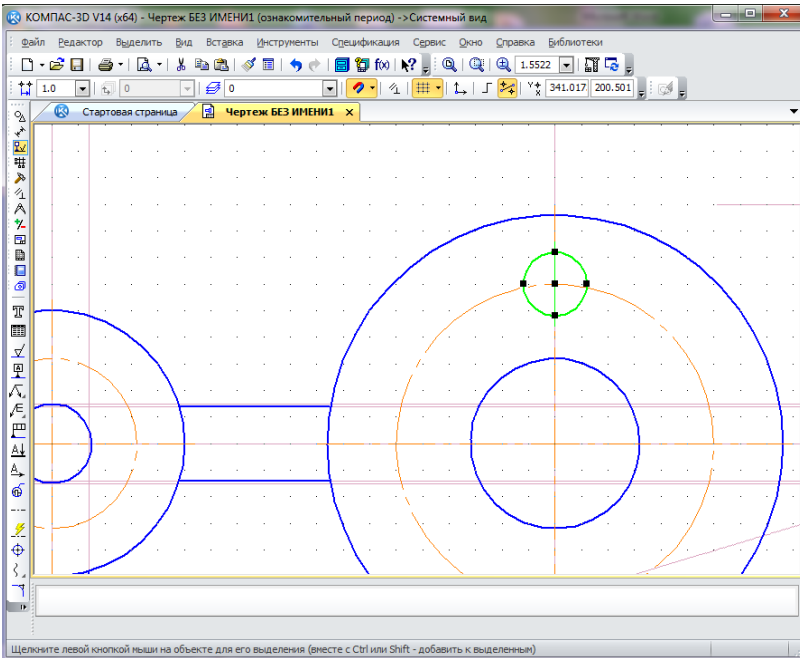 КОМПАС-3D V14 (x64) - Чертеж БЕЗ ИМЕНИ1 (ознакомительный период) ->Системный вид
Файл Редактор Выделить Вид Вставка Инструменты Спецификация Сервис Окно Справка Библиотеки
f(x) 1.5522
1.0 0 0 341.017 200.501
Стартовая страница Чертеж БЕЗ ИМЕНИ1
Щелкните левой кнопкой мыши на объекте для его выделения (вместе с Ctrl или Shift - добавить к выделенным)